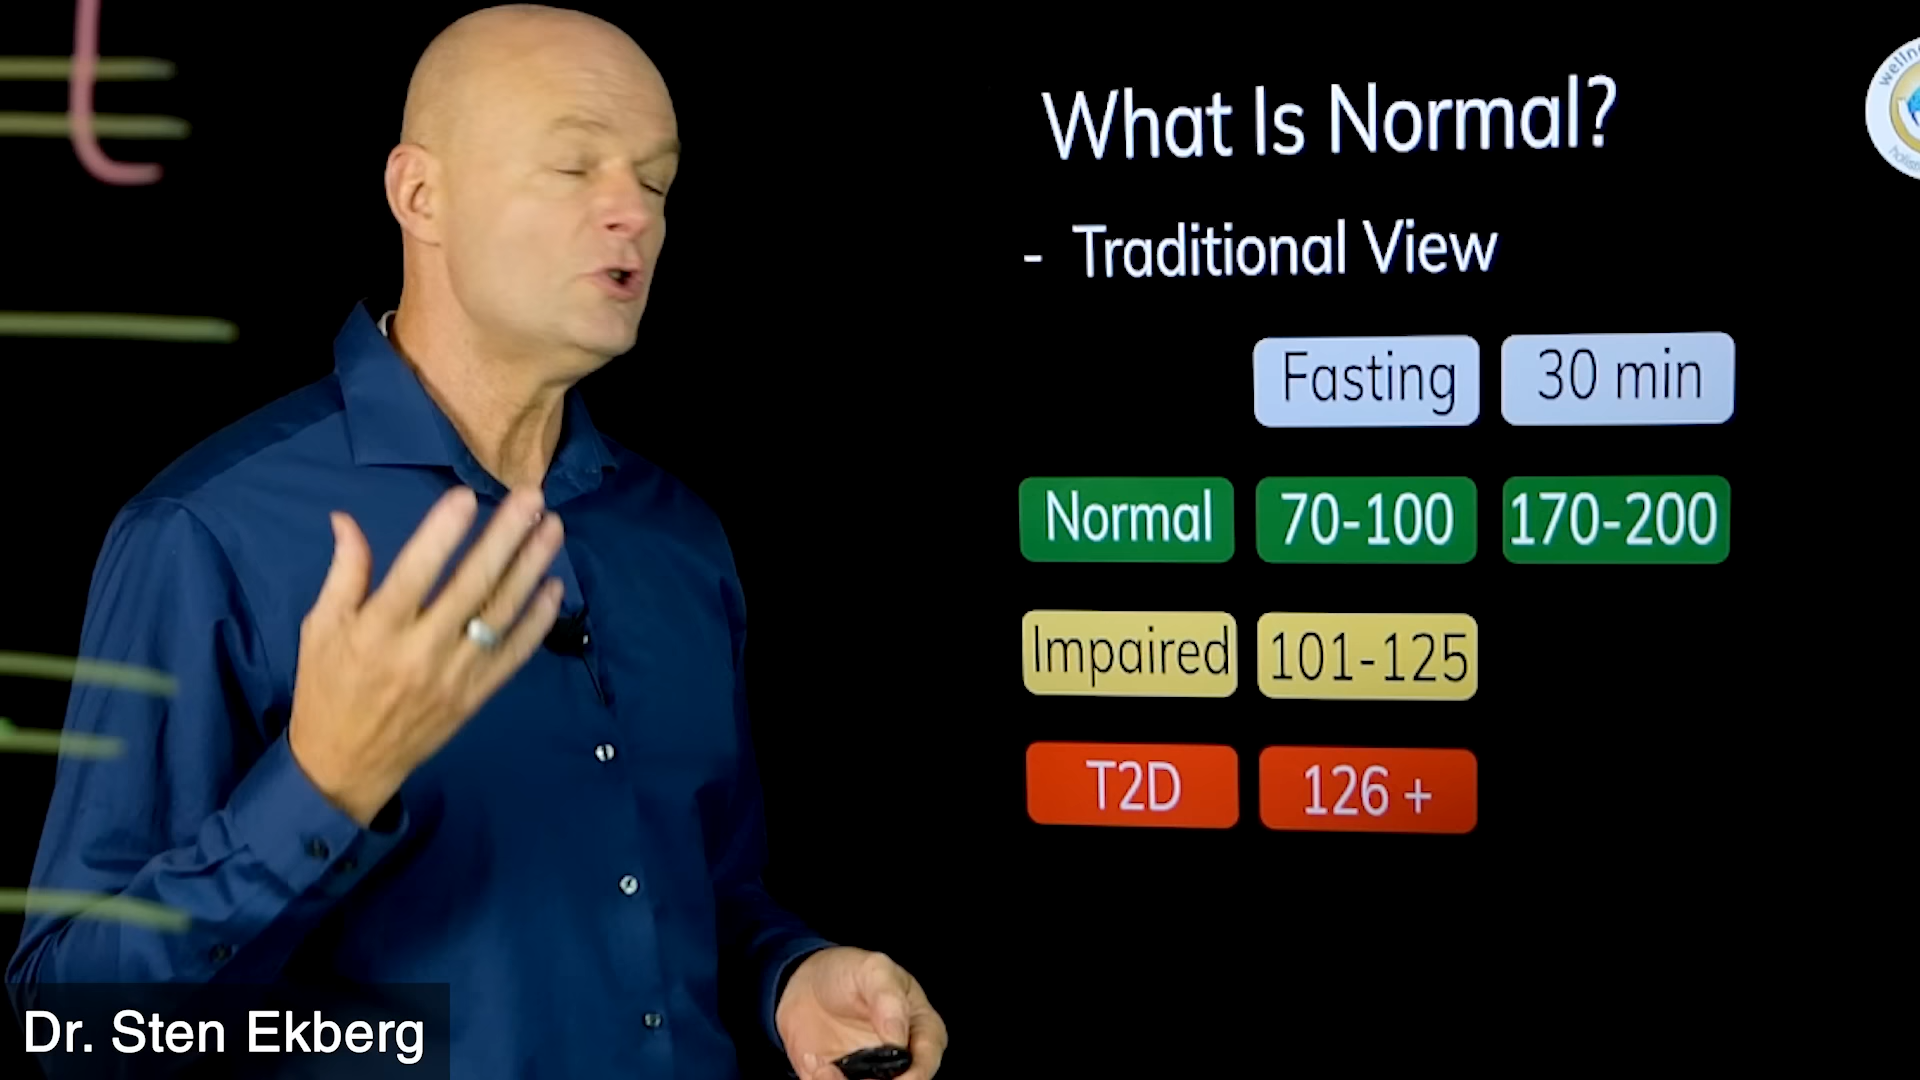 What Is Normal?
- Traditional View
Fasting 30 min
Normal 70-100 170-200
Impaired 101-125
T2D 126 +
Dr. Sten Ekberg